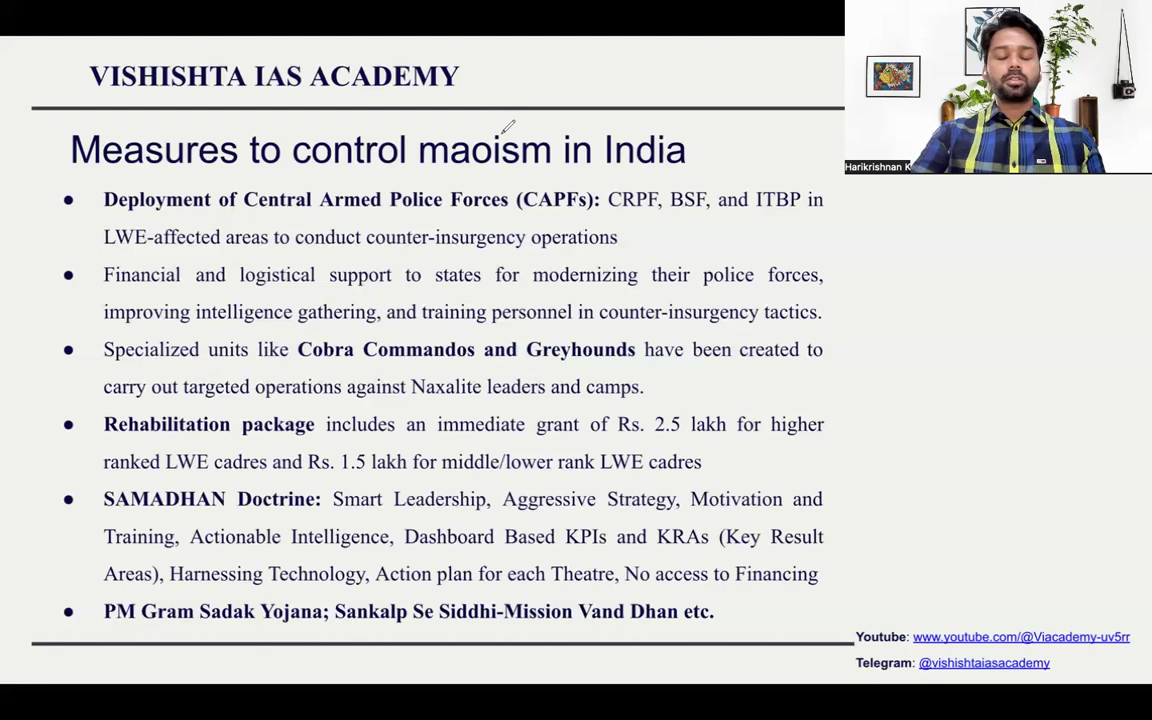 VISHISHTA IAS ACADEMY
Measures to control maoism in India
● Deployment of Central Armed Police Forces (CAPFs): CRPF, BSF, and ITBP in
LWE-affected areas to conduct counter-insurgency operations
● Financial and logistical support to states for modernizing their police forces,
improving intelligence gathering, and training personnel in counter-insurgency tactics.
● Specialized units like Cobra Commandos and Greyhounds have been created to
carry out targeted operations against Naxalite leaders and camps.
● Rehabilitation package includes an immediate grant of Rs. 2.5 lakh for higher
ranked LWE cadres and Rs. 1.5 lakh for middle/lower rank LWE cadres
● SAMADHAN Doctrine: Smart Leadership, Aggressive Strategy, Motivation and
Training, Actionable Intelligence, Dashboard Based KPIs and KRAs (Key Result
Areas), Harnessing Technology, Action plan for each Theatre, No access to Financing
● PM Gram Sadak Yojana; Sankalp Se Siddhi-Mission Vand Dhan etc.
Harikrishnan K
Youtube: www.youtube.com/@Viacademy-uv5rr
Telegram: @vishishtaiasacademy